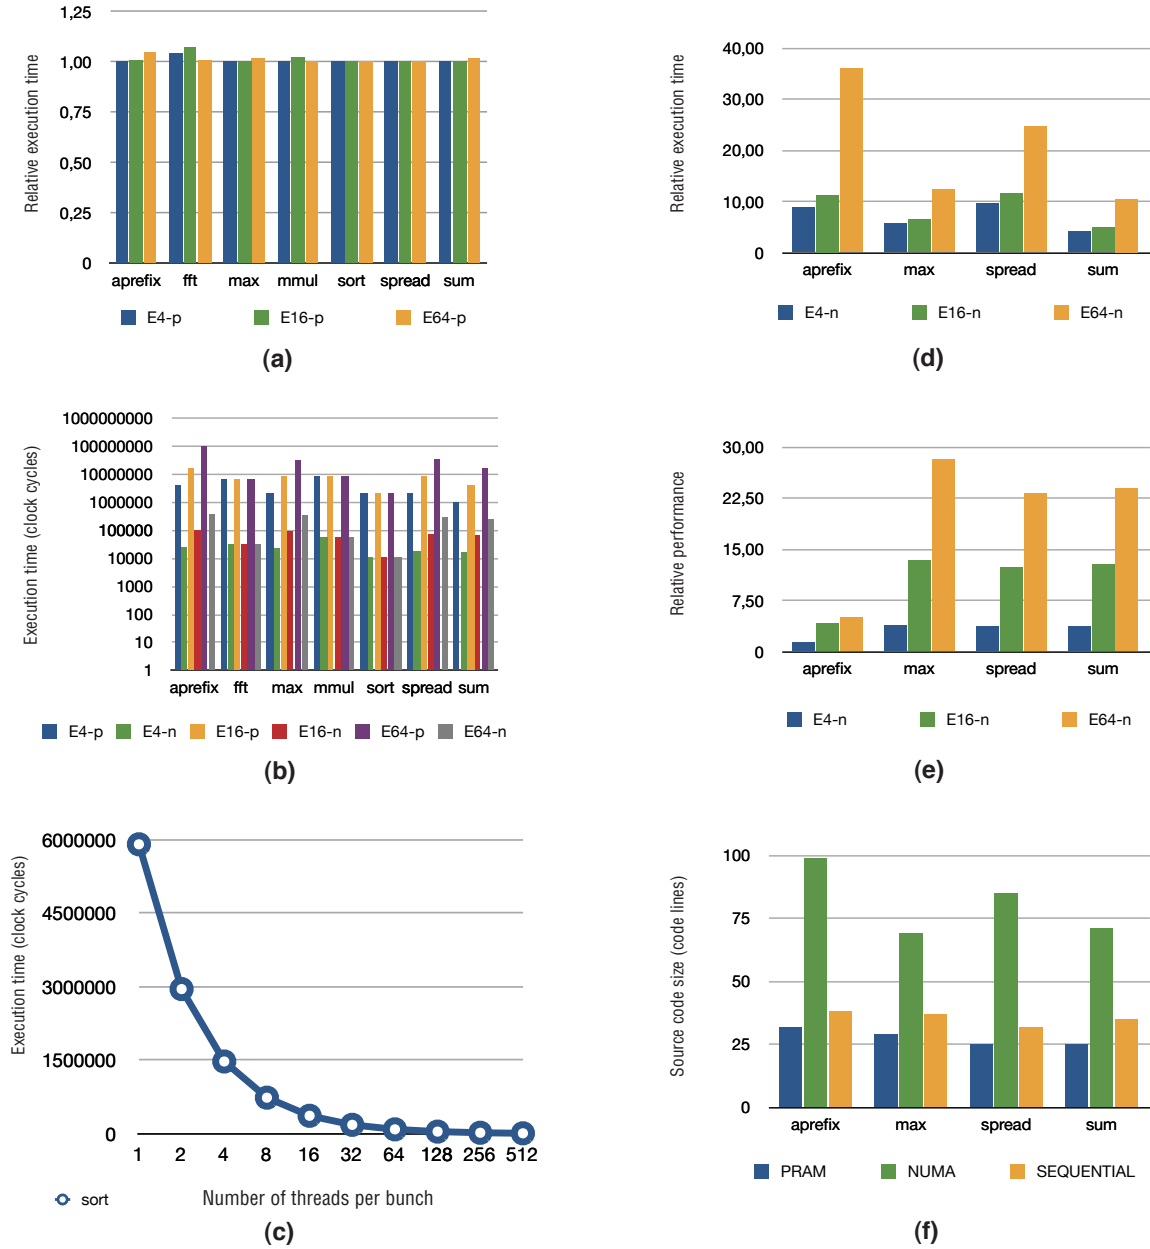 Relative execution time
1,25
1,00
0,75
0,50
0,25
0
aprefix fft max mmul sort spread sum
E4-p E16-p E64-p
(a)
Execution time (clock cycles)
1000000000
100000000
10000000
1000000
100000
10000
1000
100
10
1
aprefix fft max mmul sort spread sum
E4-p E4-n E16-p E16-n E64-p E64-n
(b)
Execution time (clock cycles)
6000000
4500000
3000000
1500000
0
1 2 4 8 16 32 64 128 256 512
sort Number of threads per bunch
(c)
Relative execution time
40,00
30,00
20,00
10,00
0
aprefix max spread sum
E4-n E16-n E64-n
(d)
Relative performance
30,00
22,50
15,00
7,50
0
aprefix max spread sum
E4-n E16-n E64-n
(e)
Source code size (code lines)
100
75
50
25
0
aprefix max spread sum
PRAM NUMA SEQUENTIAL
(f)